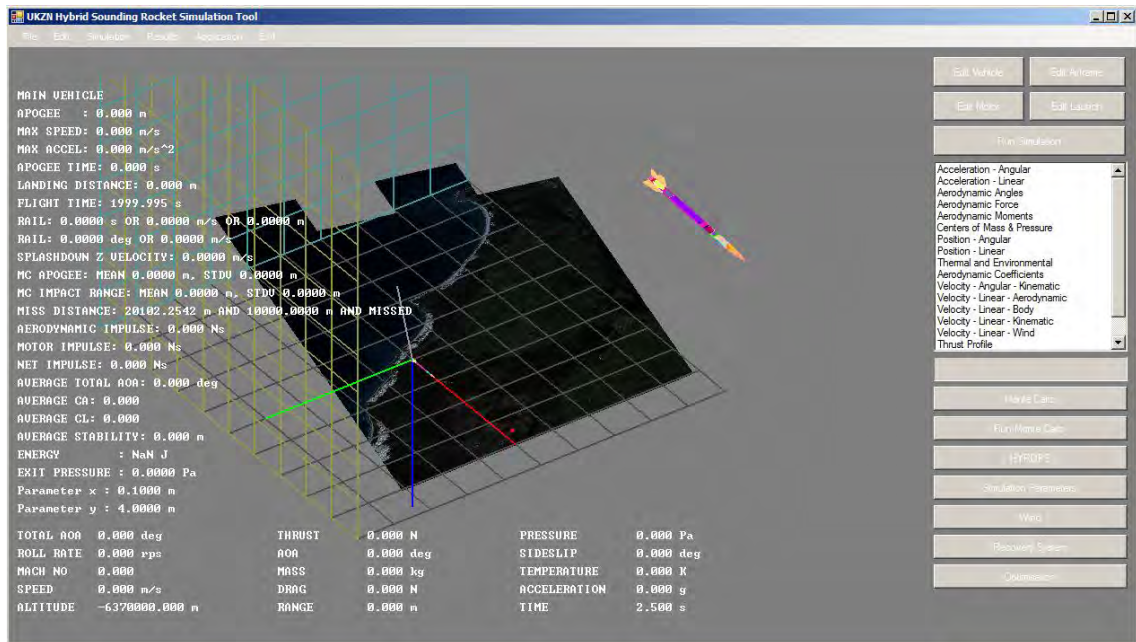 UKZN Hybrid Sounding Rocket Simulation Tool
File Edit Simulation Results Application Exit
MAIN VEHICLE
APOGEE : 0.000 m
MAX SPEED: 0.000 m/s
MAX ACCEL: 0.000 m/s^2
APOGEE TIME: 0.000 s
LANDING DISTANCE: 0.000 m
FLIGHT TIME: 1999.995 s
RAIL: 0.0000 s OR 0.0000 m/s OR 0.0000 m
RAIL: 0.0000 deg OR 0.0000 m/s
SPLASHDOWN Z VELOCITY: 0.0000 m/s
MC APOGEE: MEAN 0.0000 m, STDV 0.0000 m
MC IMPACT RANGE: MEAN 0.0000 m, STDV 0.0000 m
MISS DISTANCE: 20102.2542 m AND 10000.0000 m AND MISSED
AERODYNAMIC IMPULSE: 0.000 Ns
MOTOR IMPULSE: 0.000 Ns
NET IMPULSE: 0.000 Ns
AVERAGE TOTAL AOA: 0.000 deg
AVERAGE CA: 0.000
AVERAGE CL: 0.000
AVERAGE STABILITY: 0.000 m
ENERGY : NaN J
EXIT PRESSURE : 0.0000 Pa
Parameter x : 0.1000 m
Parameter y : 4.0000 m
TOTAL AOA 0.000 deg THRUST 0.000 N PRESSURE 0.000 Pa
ROLL RATE 0.000 rps AOA 0.000 deg SIDESLIP 0.000 deg
MACH NO 0.000 MASS 0.000 kg TEMPERATURE 0.000 K
SPEED 0.000 m/s DRAG 0.000 N ACCELERATION 0.000 g
ALTITUDE -6370000.000 m RANGE 0.000 m TIME 2.500 s
Edit Vehicle Edit Airframe
Edit Motor Edit Launch
Run Simulation
Acceleration - Angular
Acceleration - Linear
Aerodynamic Angles
Aerodynamic Force
Aerodynamic Moments
Centers of Mass & Pressure
Position - Angular
Position - Linear
Thermal and Environmental
Aerodynamic Coefficients
Velocity - Angular - Kinematic
Velocity - Linear - Aerodynamic
Velocity - Linear - Body
Velocity - Linear - Kinematic
Velocity - Linear - Wind
Thrust Profile
Monte Carlo
Run Monte Carlo
HYROPS
Simulation Parameters
Wind
Recovery System
Optimisation